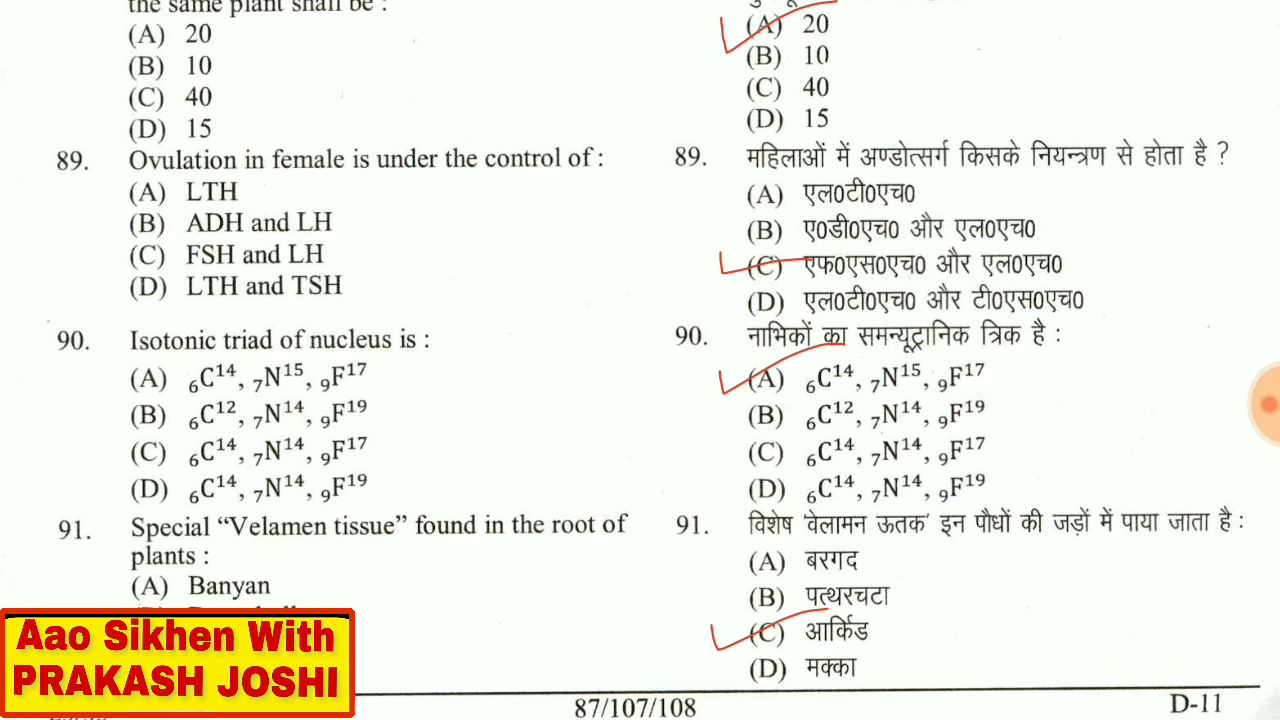 the same plant shall be :
(A) 20
(B) 10
(C) 40
(D) 15
89. Ovulation in female is under the control of :
(A) LTH
(B) ADH and LH
(C) FSH and LH
(D) LTH and TSH
90. Isotonic triad of nucleus is :
(A) ₆C¹⁴, ₇N¹⁵, ₉F¹⁷
(B) ₆C¹², ₇N¹⁴, ₉F¹⁹
(C) ₆C¹⁴, ₇N¹⁴, ₉F¹⁷
(D) ₆C¹⁴, ₇N¹⁴, ₉F¹⁹
91. Special “Velamen tissue” found in the root of
plants :
(A) Banyan
(A) 20
(B) 10
(C) 40
(D) 15
89. महिलाओं में अण्डोत्सर्ग किसके नियन्त्रण से होता है ?
(A) एल0टी0एच0
(B) ए0डी0एच0 और एल0एच0
(C) एफ0एस0एच0 और एल0एच0
(D) एल0टी0एच0 और टी0एस0एच0
90. नाभिकों का समन्यूट्रानिक त्रिक है :
(A) ₆C¹⁴, ₇N¹⁵, ₉F¹⁷
(B) ₆C¹², ₇N¹⁴, ₉F¹⁹
(C) ₆C¹⁴, ₇N¹⁴, ₉F¹⁷
(D) ₆C¹⁴, ₇N¹⁴, ₉F¹⁹
91. विशेष ‘वेलामन ऊतक’ इन पौधों की जड़ों में पाया जाता है :
(A) बरगद
(B) पत्थरचटा
(C) आर्किड
(D) मक्का
Aao Sikhen With
PRAKASH JOSHI
87/107/108
D-11